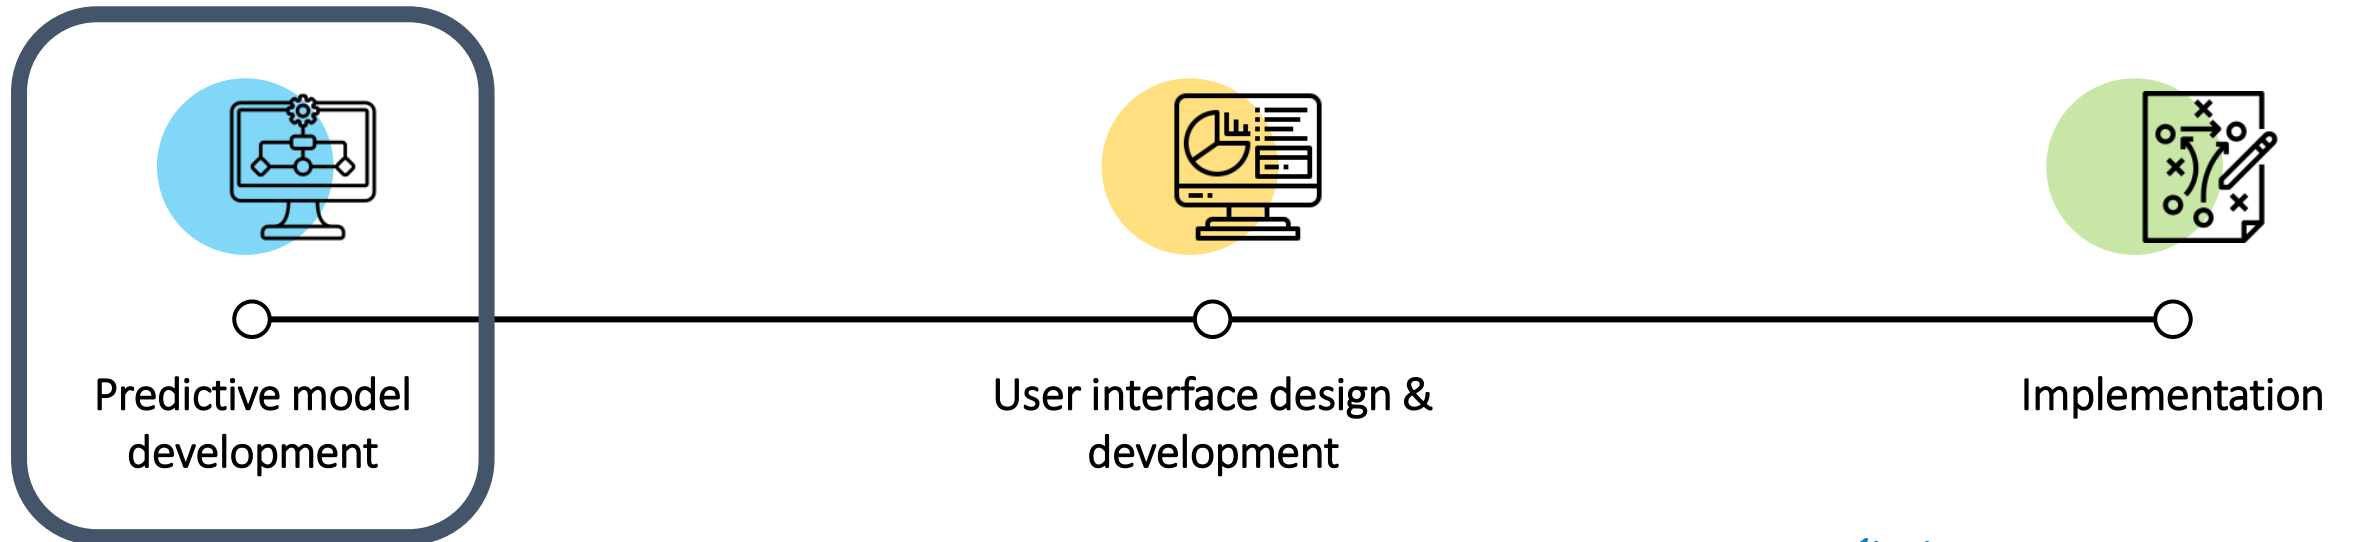 Predictive model
development
User interface design &
development
Implementation